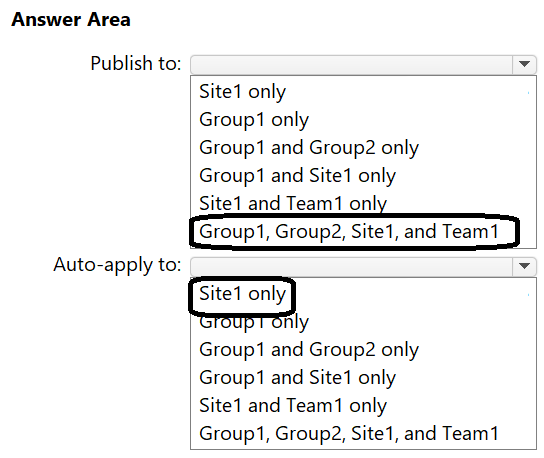 Answer Area
Publish to:
Site1 only
Group1 only
Group1 and Group2 only
Group1 and Site1 only
Site1 and Team1 only
Group1, Group2, Site1, and Team1
Auto-apply to:
Site1 only
Group1 only
Group1 and Group2 only
Group1 and Site1 only
Site1 and Team1 only
Group1, Group2, Site1, and Team1